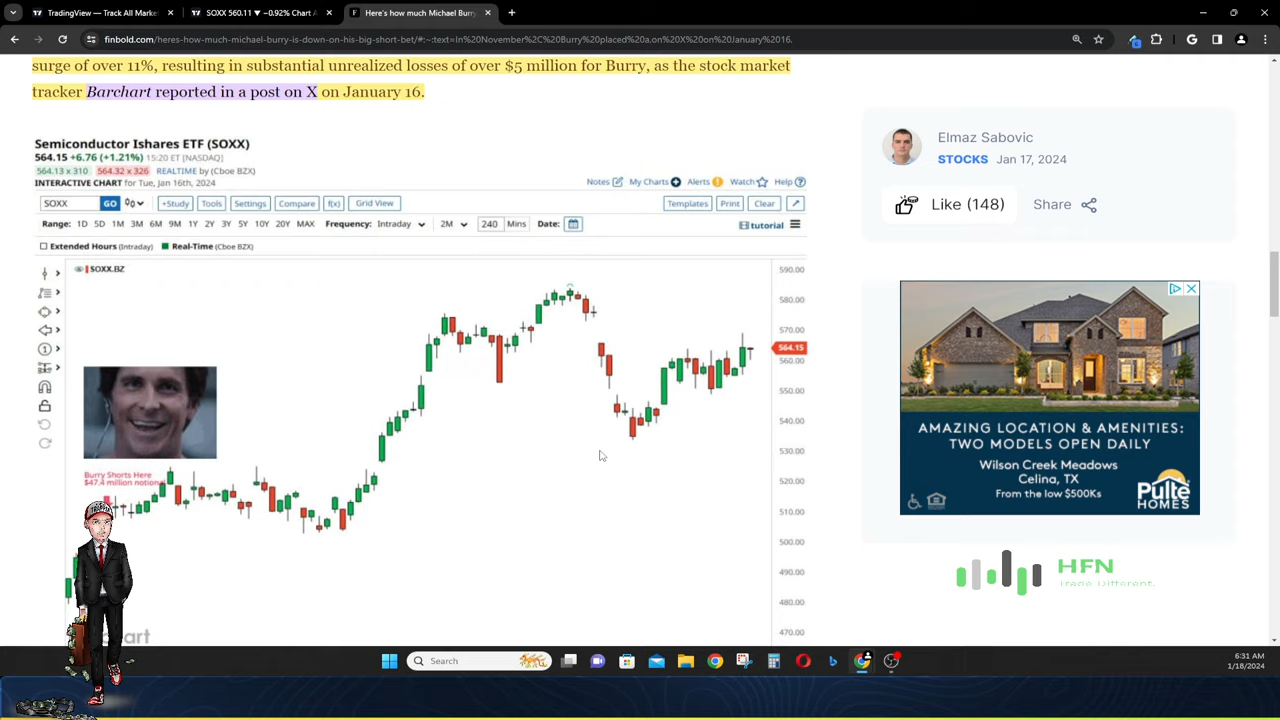 TradingView — Track All Marke
SOXX 560.11 ▼ −0.92% Chart A
Here's how much Michael Burry
finbold.com/heres-how-much-michael-burry-is-down-on-his-big-short-bet/#:~:text=In%20November%2C%20Burry%20placed%20a,on%20X%20on%20January%2016.
surge of over 11%, resulting in substantial unrealized losses of over $5 million for Burry, as the stock market
tracker Barchart reported in a post on X on January 16.
Elmaz Sabovic
STOCKS Jan 17, 2024
Like (148) Share
Semiconductor Ishares ETF (SOXX)
564.15 +6.76 (+1.21%) 15:20 ET [NASDAQ]
564.13 x 310 564.32 x 326 REALTIME by (Cboe BZX)
INTERACTIVE CHART for Tue, Jan 16th, 2024
Notes My Charts Alerts Watch Help
SOXX GO +Study Tools Settings Compare f(x) Grid View Templates Print Clear
Range: 1D 5D 1M 3M 6M 9M 1Y 2Y 3Y 5Y 10Y 20Y MAX Frequency: Intraday 2M 240 Mins Date: tutorial
Extended Hours (Intraday) Real-Time (Cboe BZX)
$SOXX.BZ
590.00
580.00
570.00
564.15
560.00
550.00
540.00
530.00
520.00
510.00
500.00
490.00
480.00
470.00
Burry Shorts Here
$47.4 million notional
AMAZING LOCATION & AMENITIES:
TWO MODELS OPEN DAILY
Wilson Creek Meadows
Celina, TX
From the low $500Ks
Pulte
HOMES
HFN
Trade Different.
Search
6:31 AM
1/18/2024